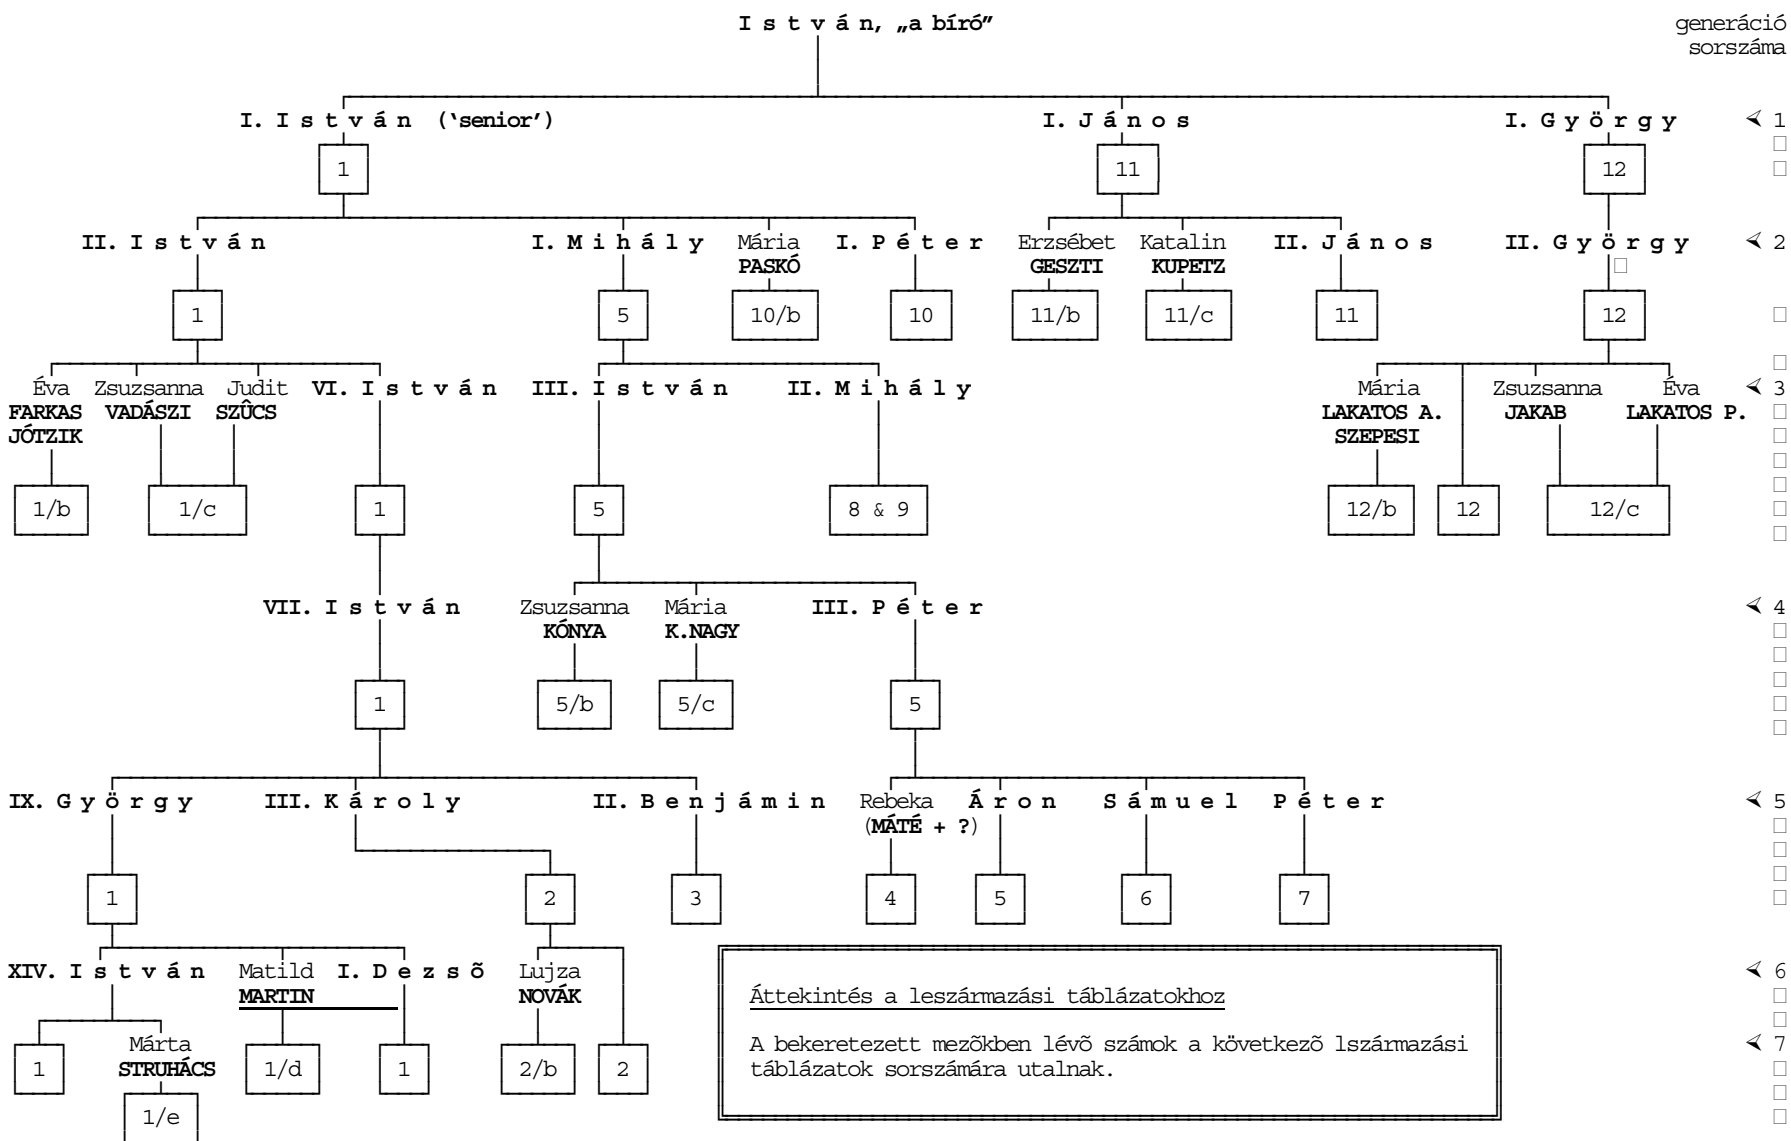 I s t v á n, „a bíró” generáció
sorszáma
I. I s t v á n (‘senior’) I. J á n o s I. G y ö r g y ⮜ 1
1 11 12
II. I s t v á n I. M i h á l y Mária I. P é t e r Erzsébet Katalin II. J á n o s II. G y ö r g y ⮜ 2
PASKÓ GESZTI KUPETZ
1 5 10/b 10 11/b 11/c 11 12
Éva Zsuzsanna Judit VI. I s t v á n III. I s t v á n II. M i h á l y Mária Zsuzsanna Éva ⮜ 3
FARKAS VADÁSZI SZÛCS LAKATOS A. JAKAB LAKATOS P.
JÓTZIK SZEPESI
1/b 1/c 1 5 8 & 9 12/b 12 12/c
VII. I s t v á n Zsuzsanna Mária III. P é t e r ⮜ 4
KÓNYA K.NAGY
1 5/b 5/c 5
IX. G y ö r g y III. K á r o l y II. B e n j á m i n Rebeka Á r o n S á m u e l P é t e r ⮜ 5
(MÁTÉ + ?)
1 2 3 4 5 6 7
XIV. I s t v á n Matild I. D e z s õ Lujza ⮜ 6
MARTIN NOVÁK
Áttekintés a leszármazási táblázatokhoz
Márta ⮜ 7
A bekeretezett mezõkben lévõ számok a következõ lszármazási
1 STRUHÁCS 1/d 1 2/b 2
táblázatok sorszámára utalnak.
1/e